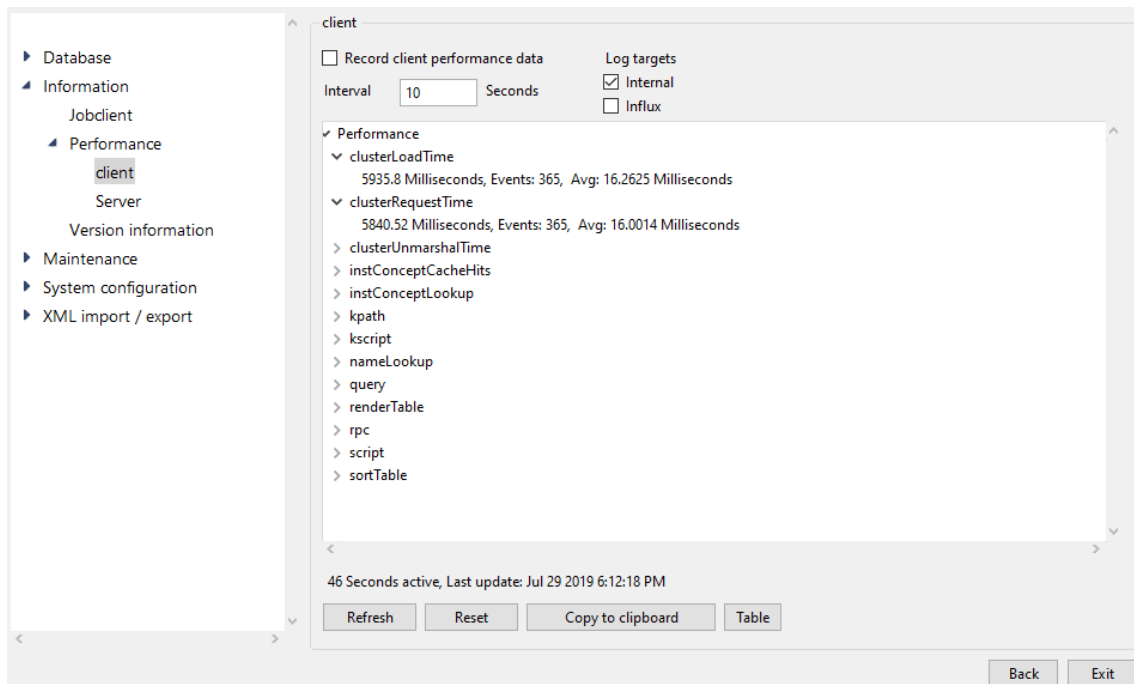 Database
Information
Jobclient
Performance
client
Server
Version information
Maintenance
System configuration
XML import / export
client
Record client performance data
Log targets
Interval 10 Seconds
Internal
Influx
Performance
clusterLoadTime
5935.8 Milliseconds, Events: 365, Avg: 16.2625 Milliseconds
clusterRequestTime
5840.52 Milliseconds, Events: 365, Avg: 16.0014 Milliseconds
clusterUnmarshalTime
instConceptCacheHits
instConceptLookup
kpath
kscript
nameLookup
query
renderTable
rpc
script
sortTable
46 Seconds active, Last update: Jul 29 2019 6:12:18 PM
Refresh Reset Copy to clipboard Table
Back Exit